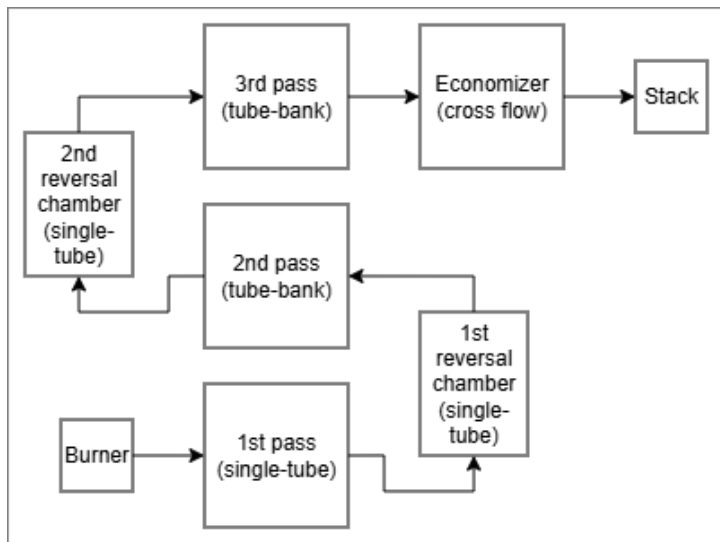 3rd pass
(tube-bank)
Economizer
(cross flow)
Stack
2nd
reversal
chamber
(single-
tube)
2nd pass
(tube-bank)
1st
reversal
chamber
(single-
tube)
Burner
1st pass
(single-tube)